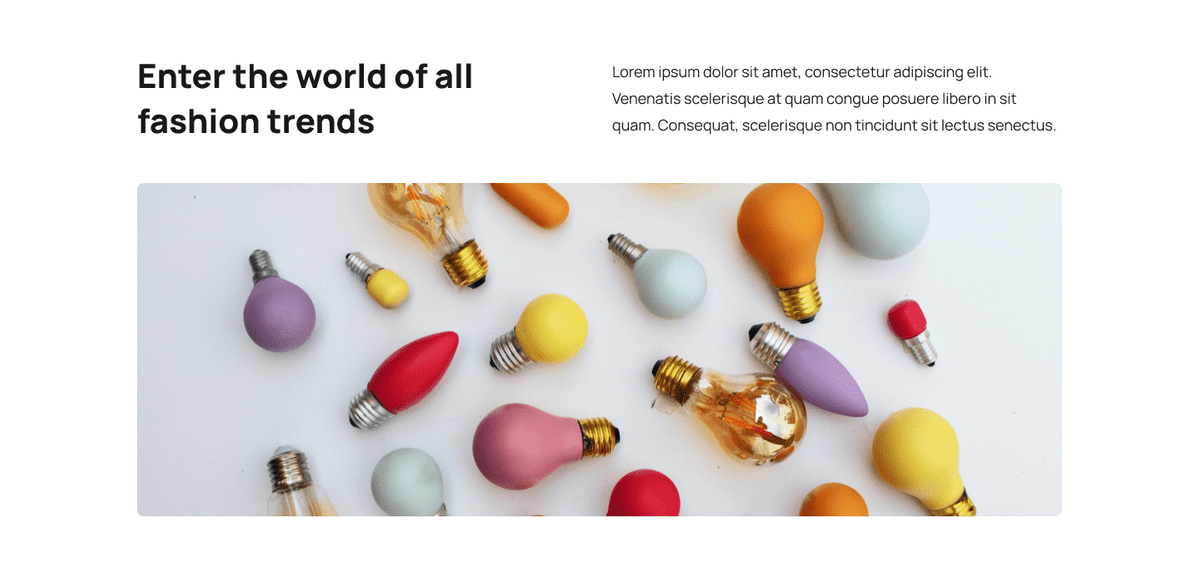 Enter the world of all
fashion trends
Lorem ipsum dolor sit amet, consectetur adipiscing elit.
Venenatis scelerisque at quam congue posuere libero in sit
quam. Consequat, scelerisque non tincidunt sit lectus senectus.